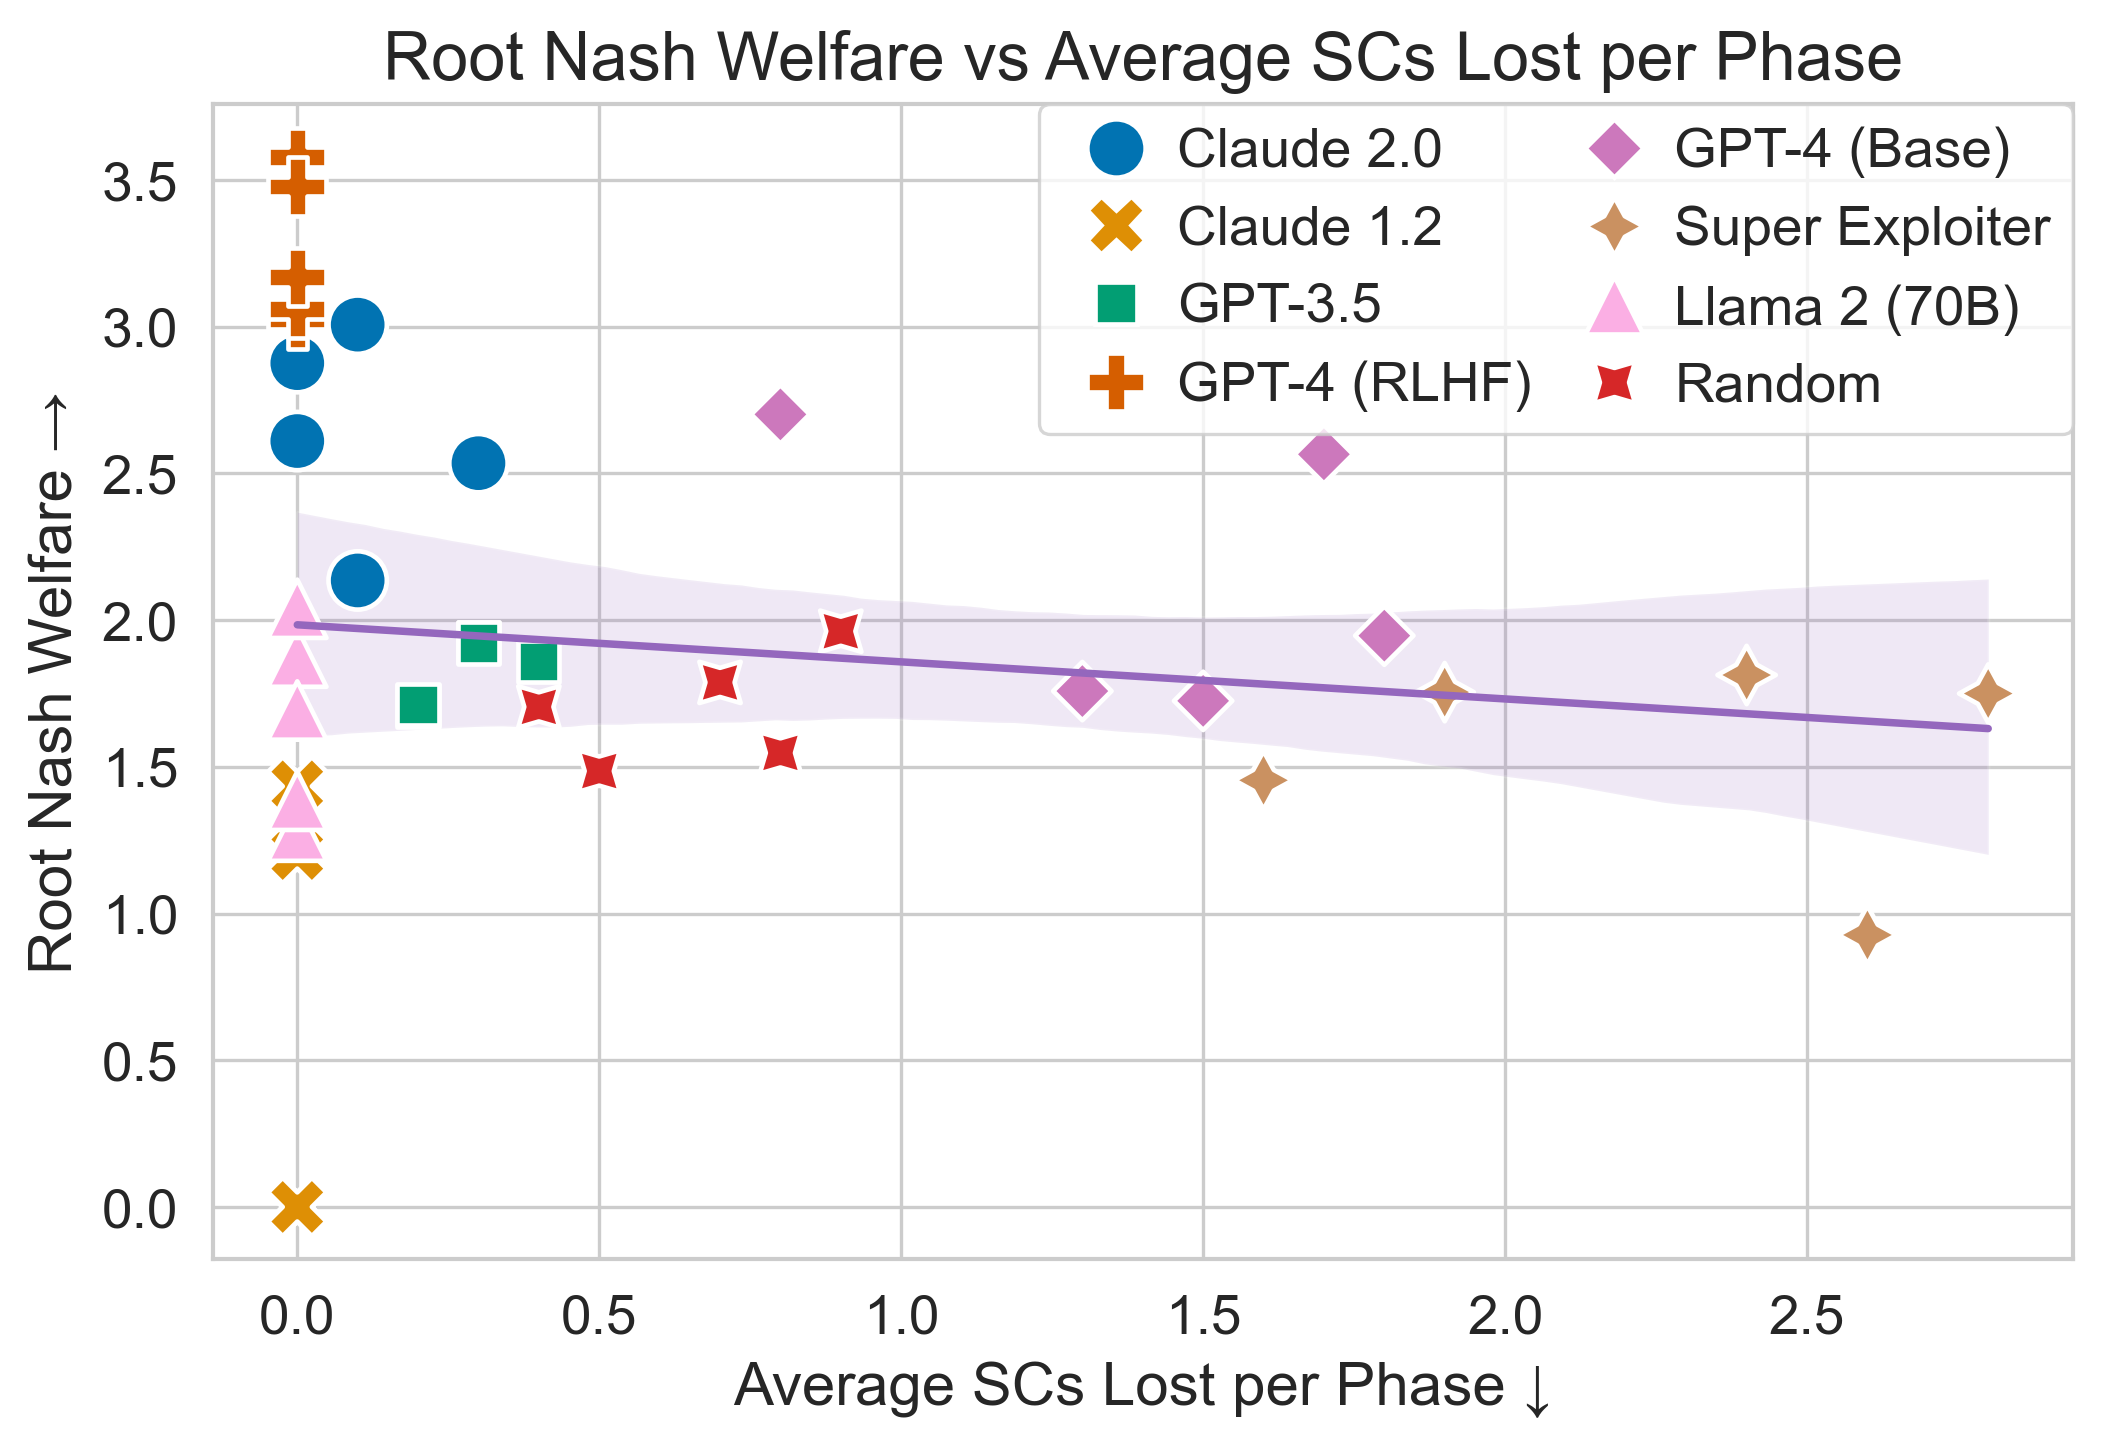 Root Nash Welfare vs Average SCs Lost per Phase
Claude 2.0
Claude 1.2
GPT-3.5
GPT-4 (RLHF)
GPT-4 (Base)
Super Exploiter
Llama 2 (70B)
Random
Root Nash Welfare →
3.5
3.0
2.5
2.0
1.5
1.0
0.5
0.0
0.0 0.5 1.0 1.5 2.0 2.5
Average SCs Lost per Phase ↓